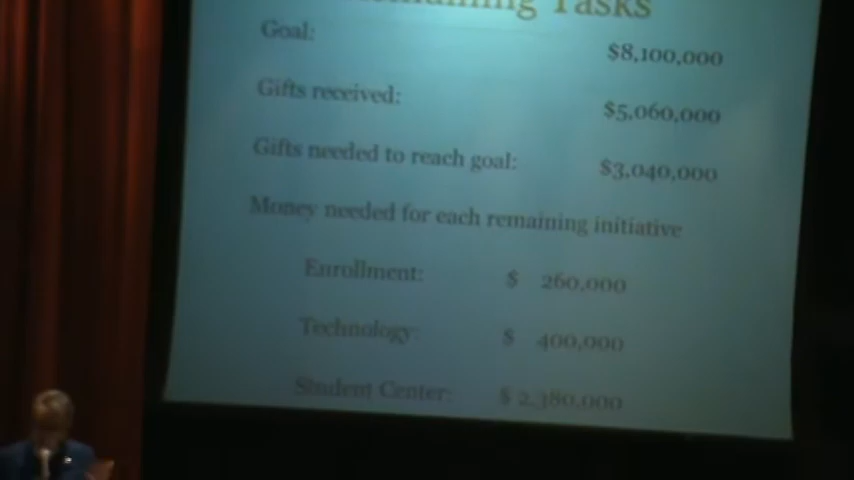 Tasks
Goal: $8,100,000
Gifts received: $5,060,000
Gifts needed to reach goal: $3,040,000
Money needed for each remaining initiative
Enrollment: $ 260,000
Technology: $ 400,000
Student Center: $ 2,380,000